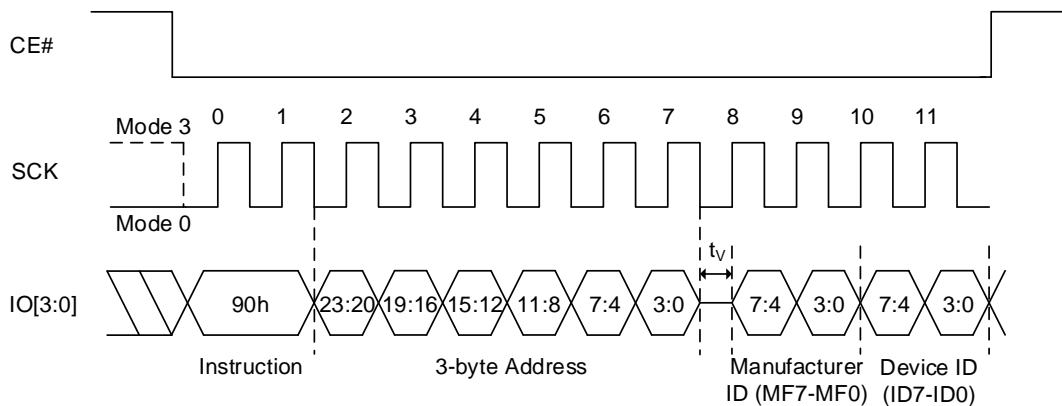 CE#
0 1 2 3 4 5 6 7 8 9 10 11
Mode 3
SCK
Mode 0
tV
IO[3:0] 90h 23:20 19:16 15:12 11:8 7:4 3:0 7:4 3:0 7:4 3:0
Instruction 3-byte Address Manufacturer Device ID
ID (MF7-MF0) (ID7-ID0)